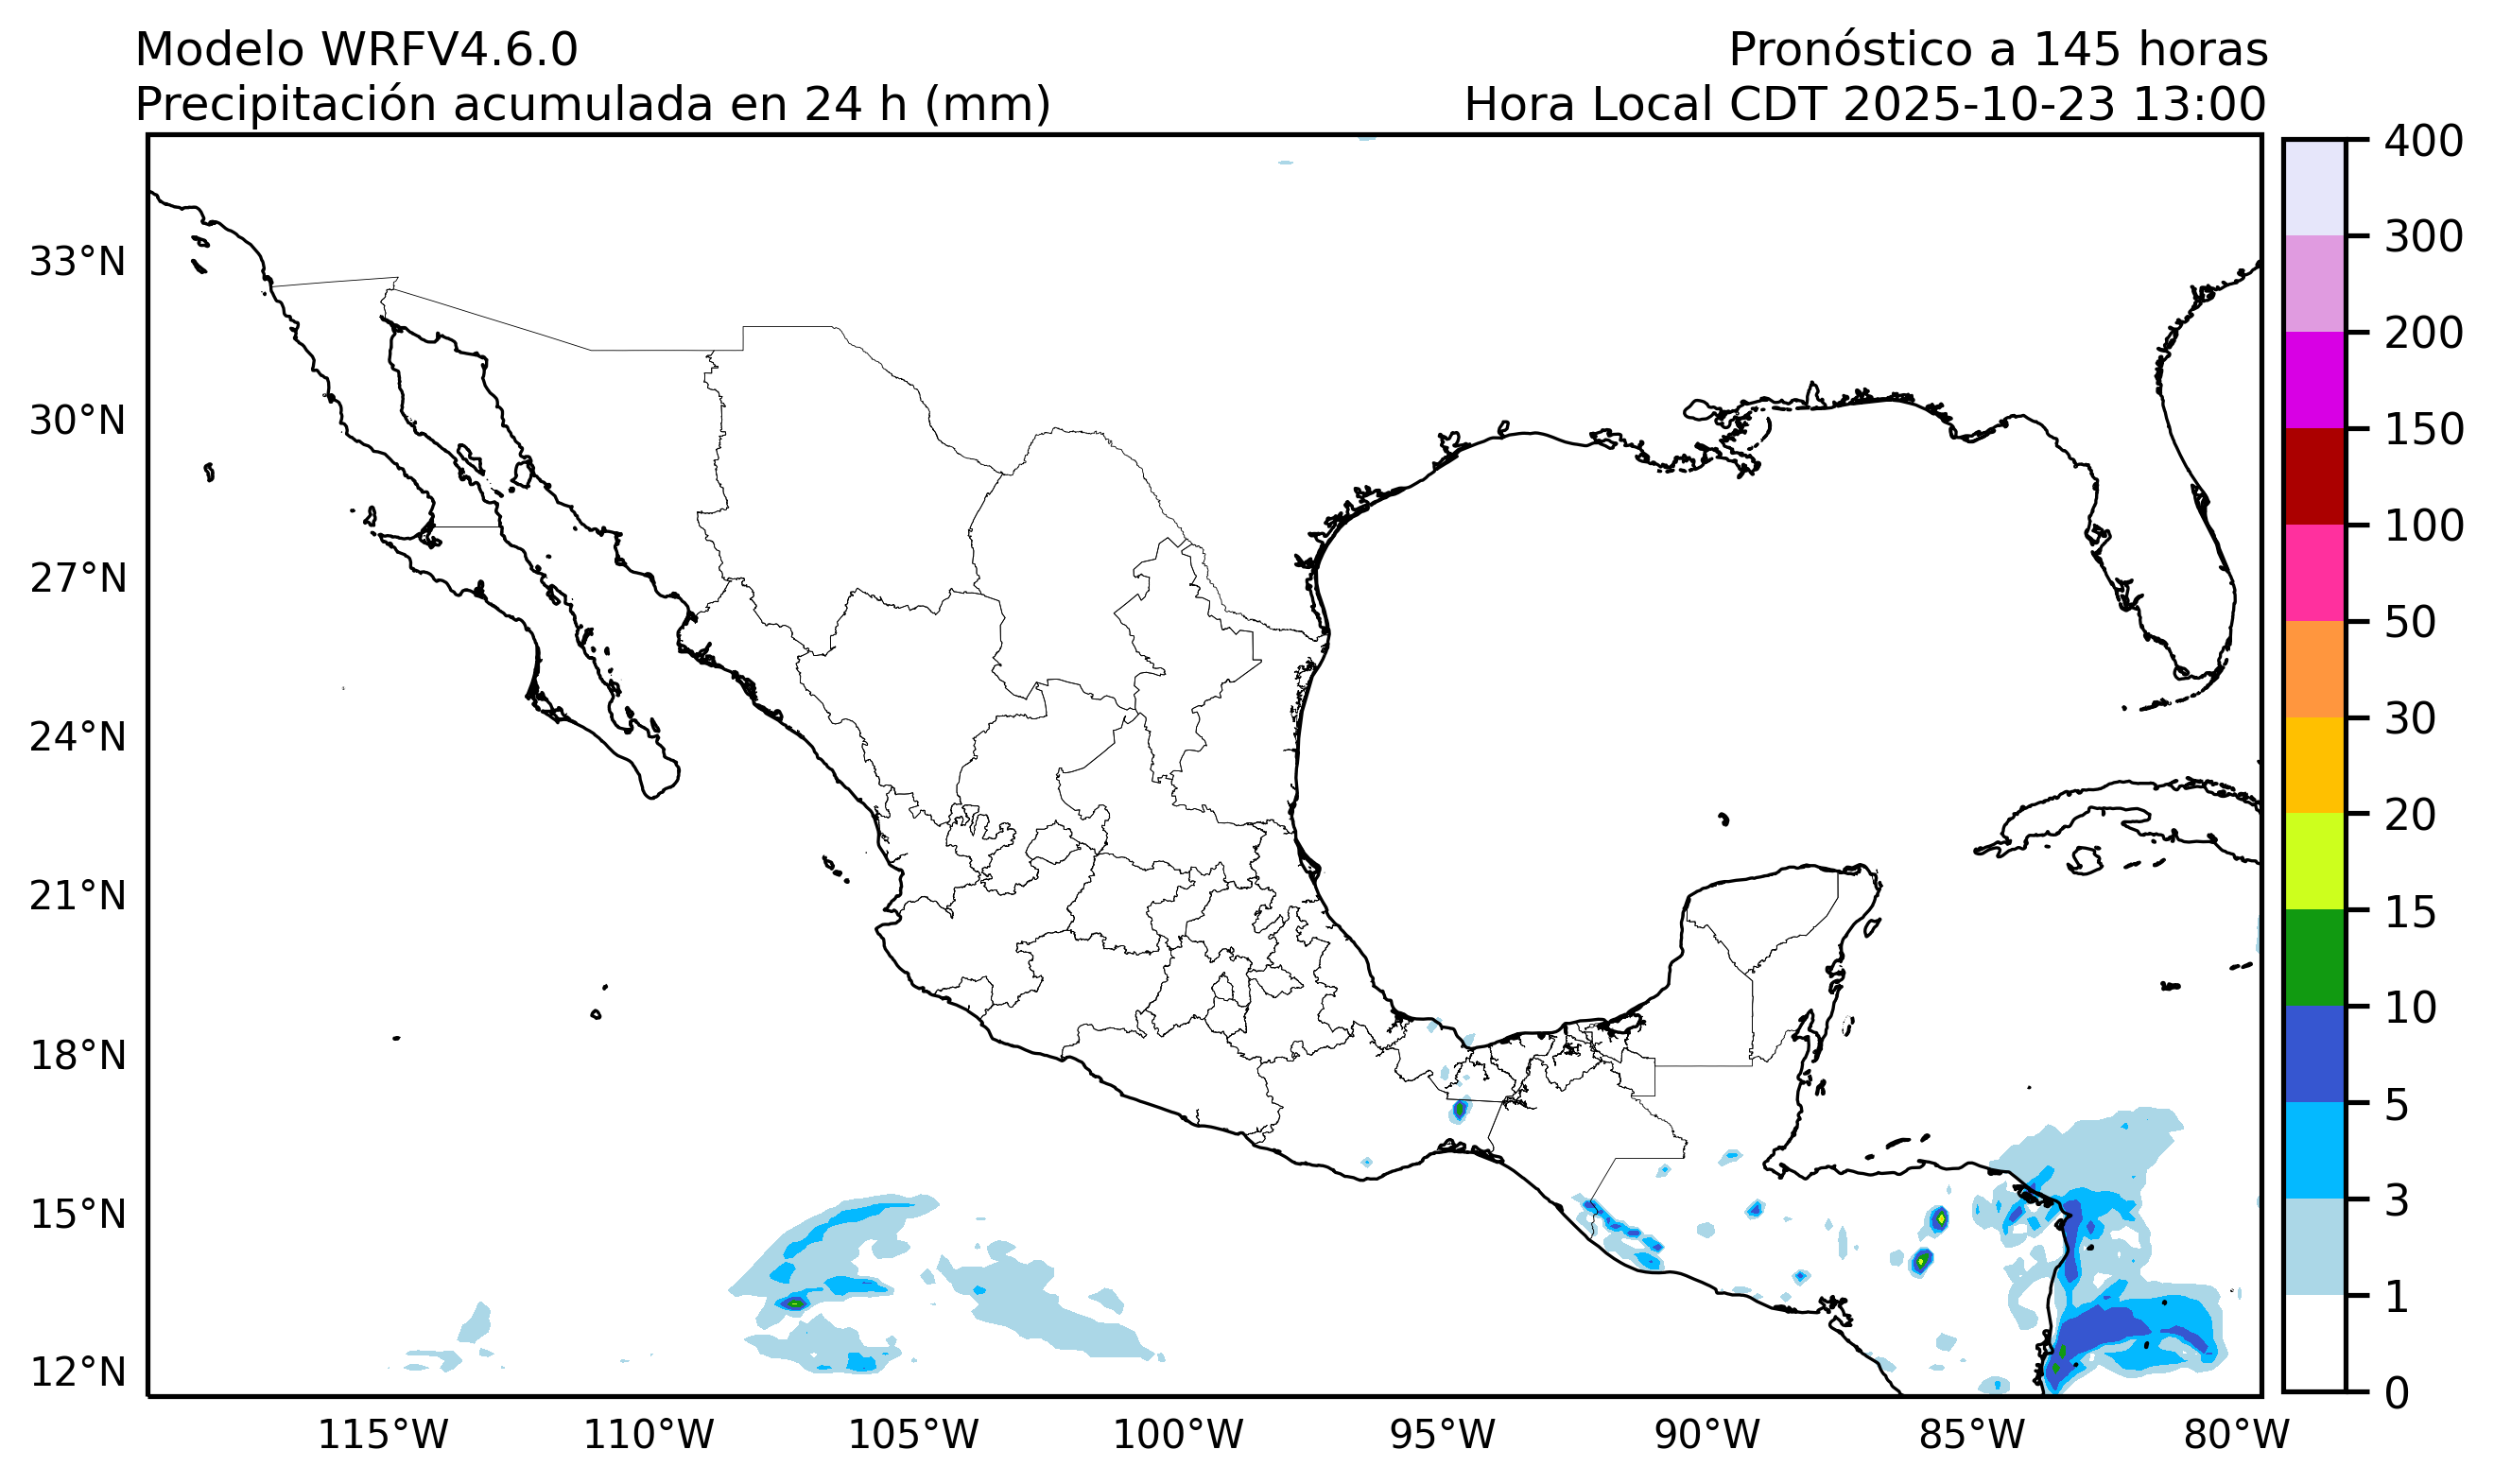 Modelo WRFV4.6.0
Pronóstico a 145 horas
Precipitación acumulada en 24 h (mm)
Hora Local CDT 2025-10-23 13:00
33°N
30°N
27°N
24°N
21°N
18°N
15°N
12°N
115°W
110°W
105°W
100°W
95°W
90°W
85°W
80°W
400
300
200
150
100
50
30
20
15
10
5
3
1
0